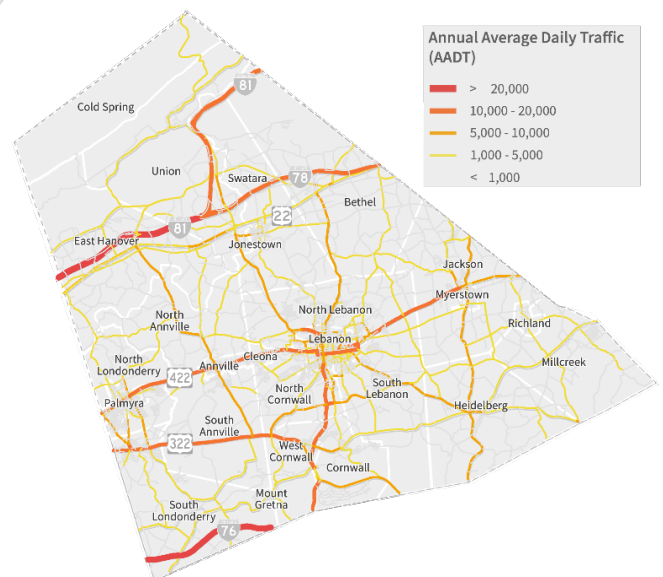 Annual Average Daily Traffic
(AADT)
> 20,000
10,000 - 20,000
5,000 - 10,000
1,000 - 5,000
< 1,000
81
Cold Spring
Union
Swatara
78
Bethel
22
81
East Hanover
Jonestown
Jackson
Myerstown
North
Annville
North Lebanon
Richland
Lebanon
North
Londonderry
Annville
Cleona
Millcreek
422
North
Cornwall
South
Lebanon
Palmyra
Heidelberg
South
Annville
322
West
Cornwall
Cornwall
Mount
Gretna
South
Londonderry
76